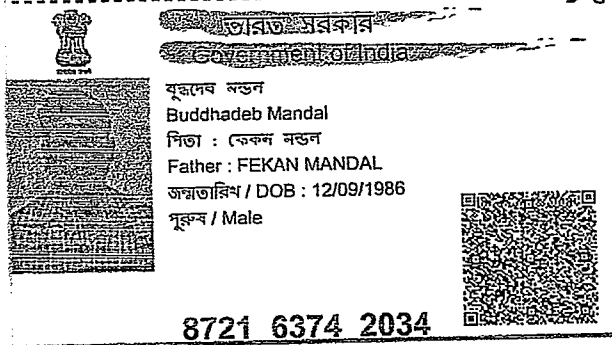 ভারত সরকার
Government of India
বুদ্ধদেব মন্ডল
Buddhadeb Mandal
পিতা : ফেকন মন্ডল
Father : FEKAN MANDAL
জন্মতারিখ / DOB : 12/09/1986
পুরুষ / Male
8721 6374 2034